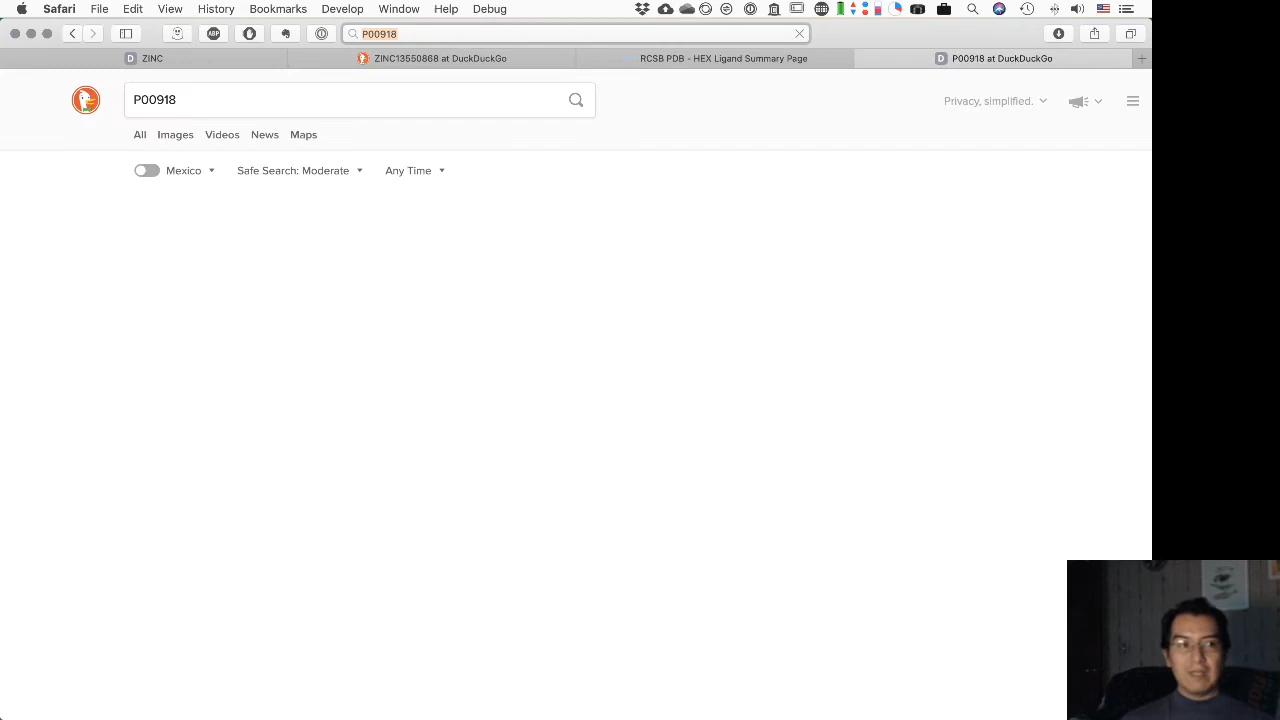 Safari File Edit View History Bookmarks Develop Window Help Debug
P00918
ZINC ZINC13550868 at DuckDuckGo RCSB PDB - HEX Ligand Summary Page P00918 at DuckDuckGo
P00918
Privacy, simplified.
All Images Videos News Maps
Mexico Safe Search: Moderate Any Time